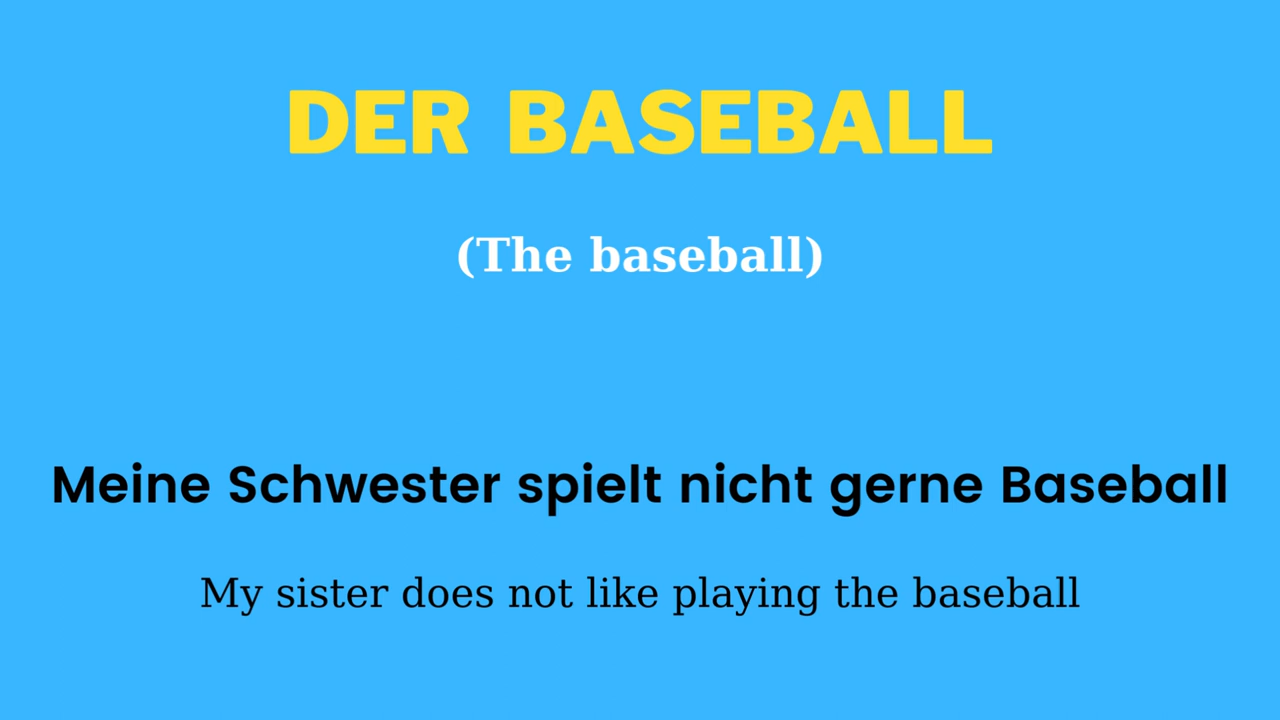 DER BASEBALL
(The baseball)
Meine Schwester spielt nicht gerne Baseball
My sister does not like playing the baseball